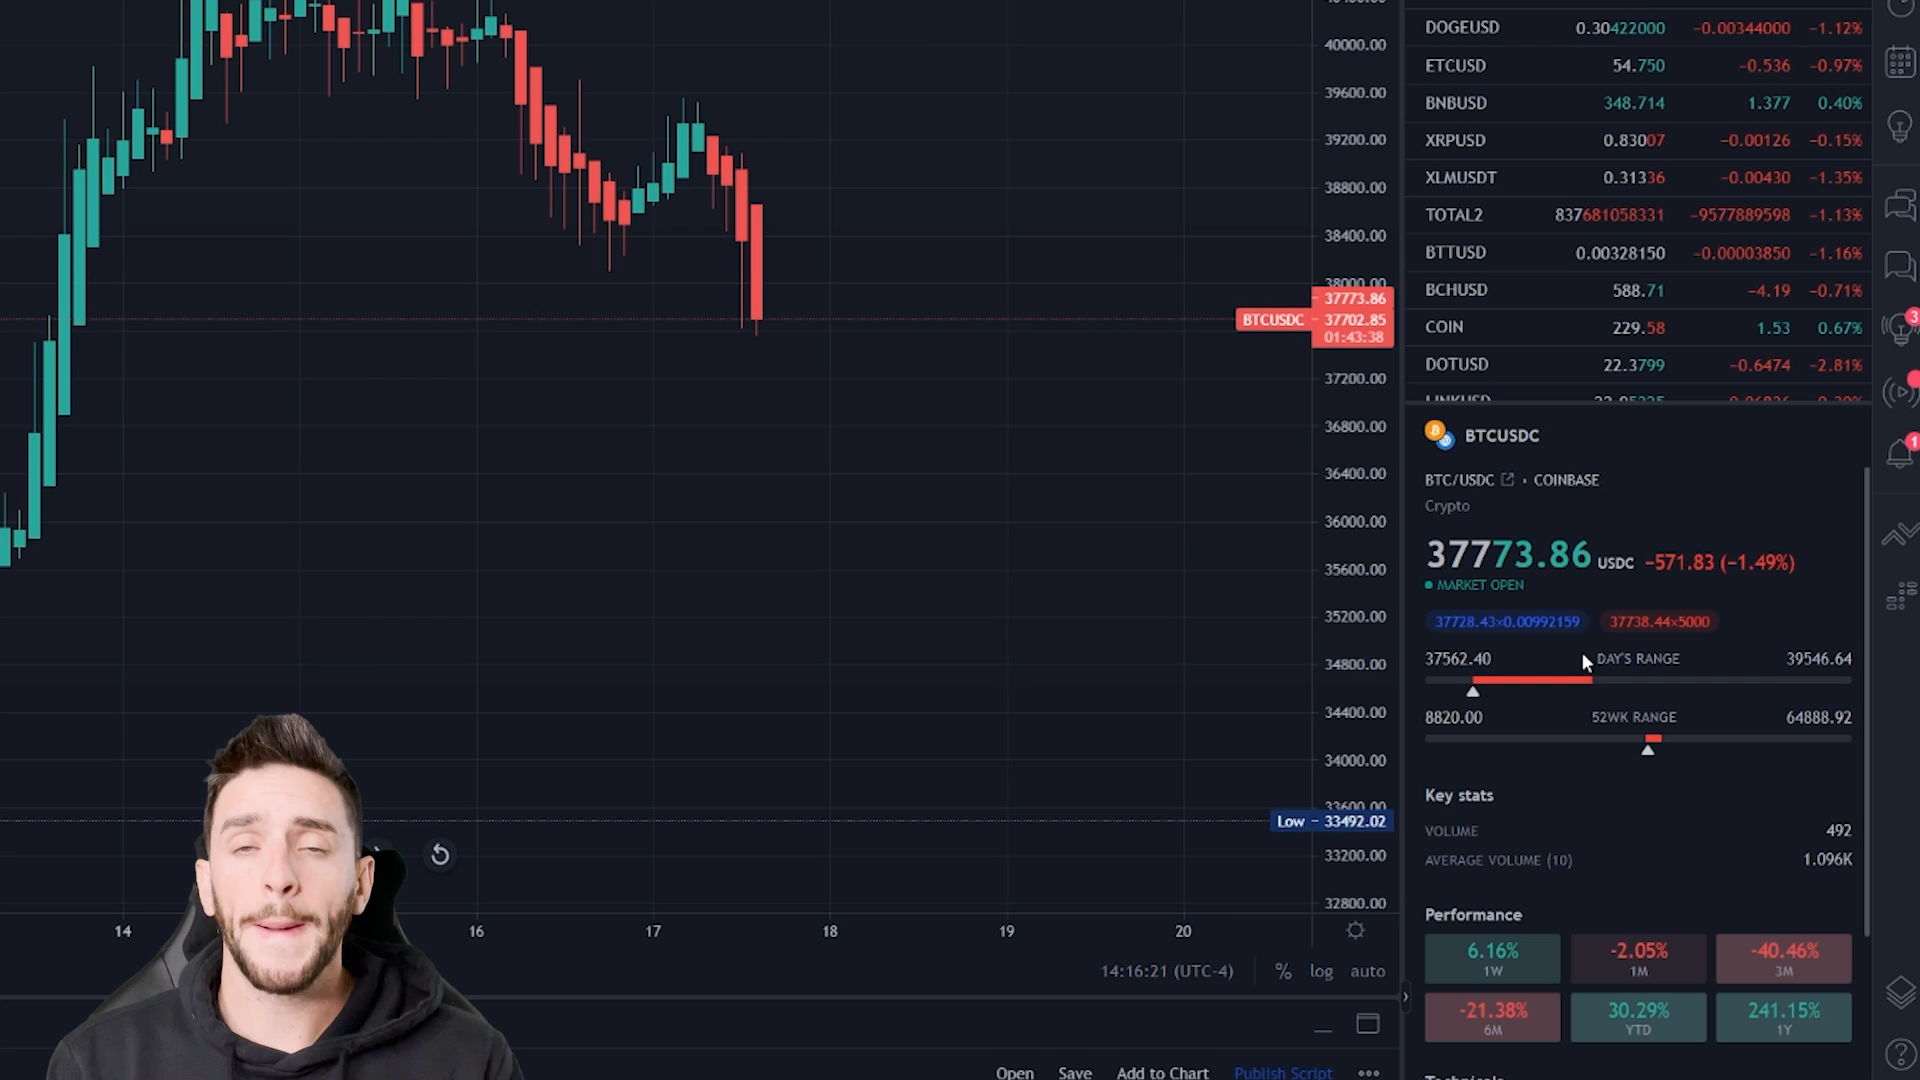 40000.00
39600.00
39200.00
38800.00
38400.00
38000.00
37773.86
BTCUSDC 37702.85
01:43:38
37200.00
36800.00
36400.00
36000.00
35600.00
35200.00
34800.00
34400.00
34000.00
33600.00
Low 33492.02
33200.00
32800.00
14 16 17 18 19 20
14:16:21 (UTC-4) % log auto
Open Save Add to Chart Publish Script
DOGEUSD 0.30422000 −0.00344000 −1.12%
ETCUSD 54.750 −0.536 −0.97%
BNBUSD 348.714 1.377 0.40%
XRPUSD 0.83007 −0.00126 −0.15%
XLMUSDT 0.31336 −0.00430 −1.35%
TOTAL2 837681058331 −9577889598 −1.13%
BTTUSD 0.00328150 −0.00003850 −1.16%
BCHUSD 588.71 −4.19 −0.71%
COIN 229.58 1.53 0.67%
DOTUSD 22.3799 −0.6474 −2.81%
BTCUSDC
BTC/USDC • COINBASE
Crypto
37773.86 USDC −571.83 (−1.49%)
MARKET OPEN
37728.43×0.00992159 37738.44×5000
37562.40 DAY'S RANGE 39546.64
8820.00 52WK RANGE 64888.92
Key stats
VOLUME 492
AVERAGE VOLUME (10) 1.096K
Performance
6.16% -2.05% -40.46%
1W 1M 3M
-21.38% 30.29% 241.15%
6M YTD 1Y
3
1